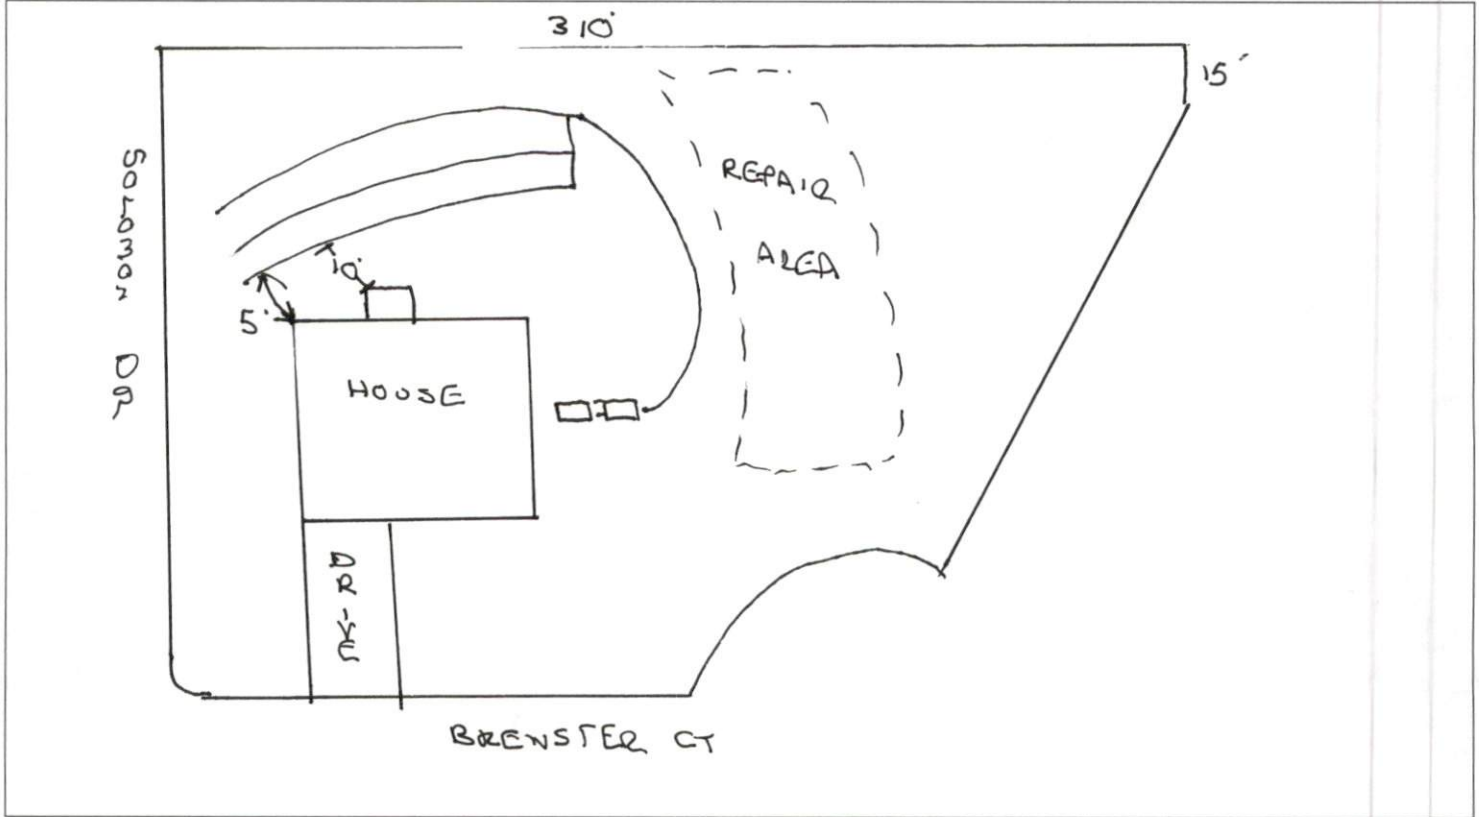 310'
15'
SOLOMON DR
REPAIR
AREA
10'
5'
HOUSE
DRIVE
BRENSTER CT